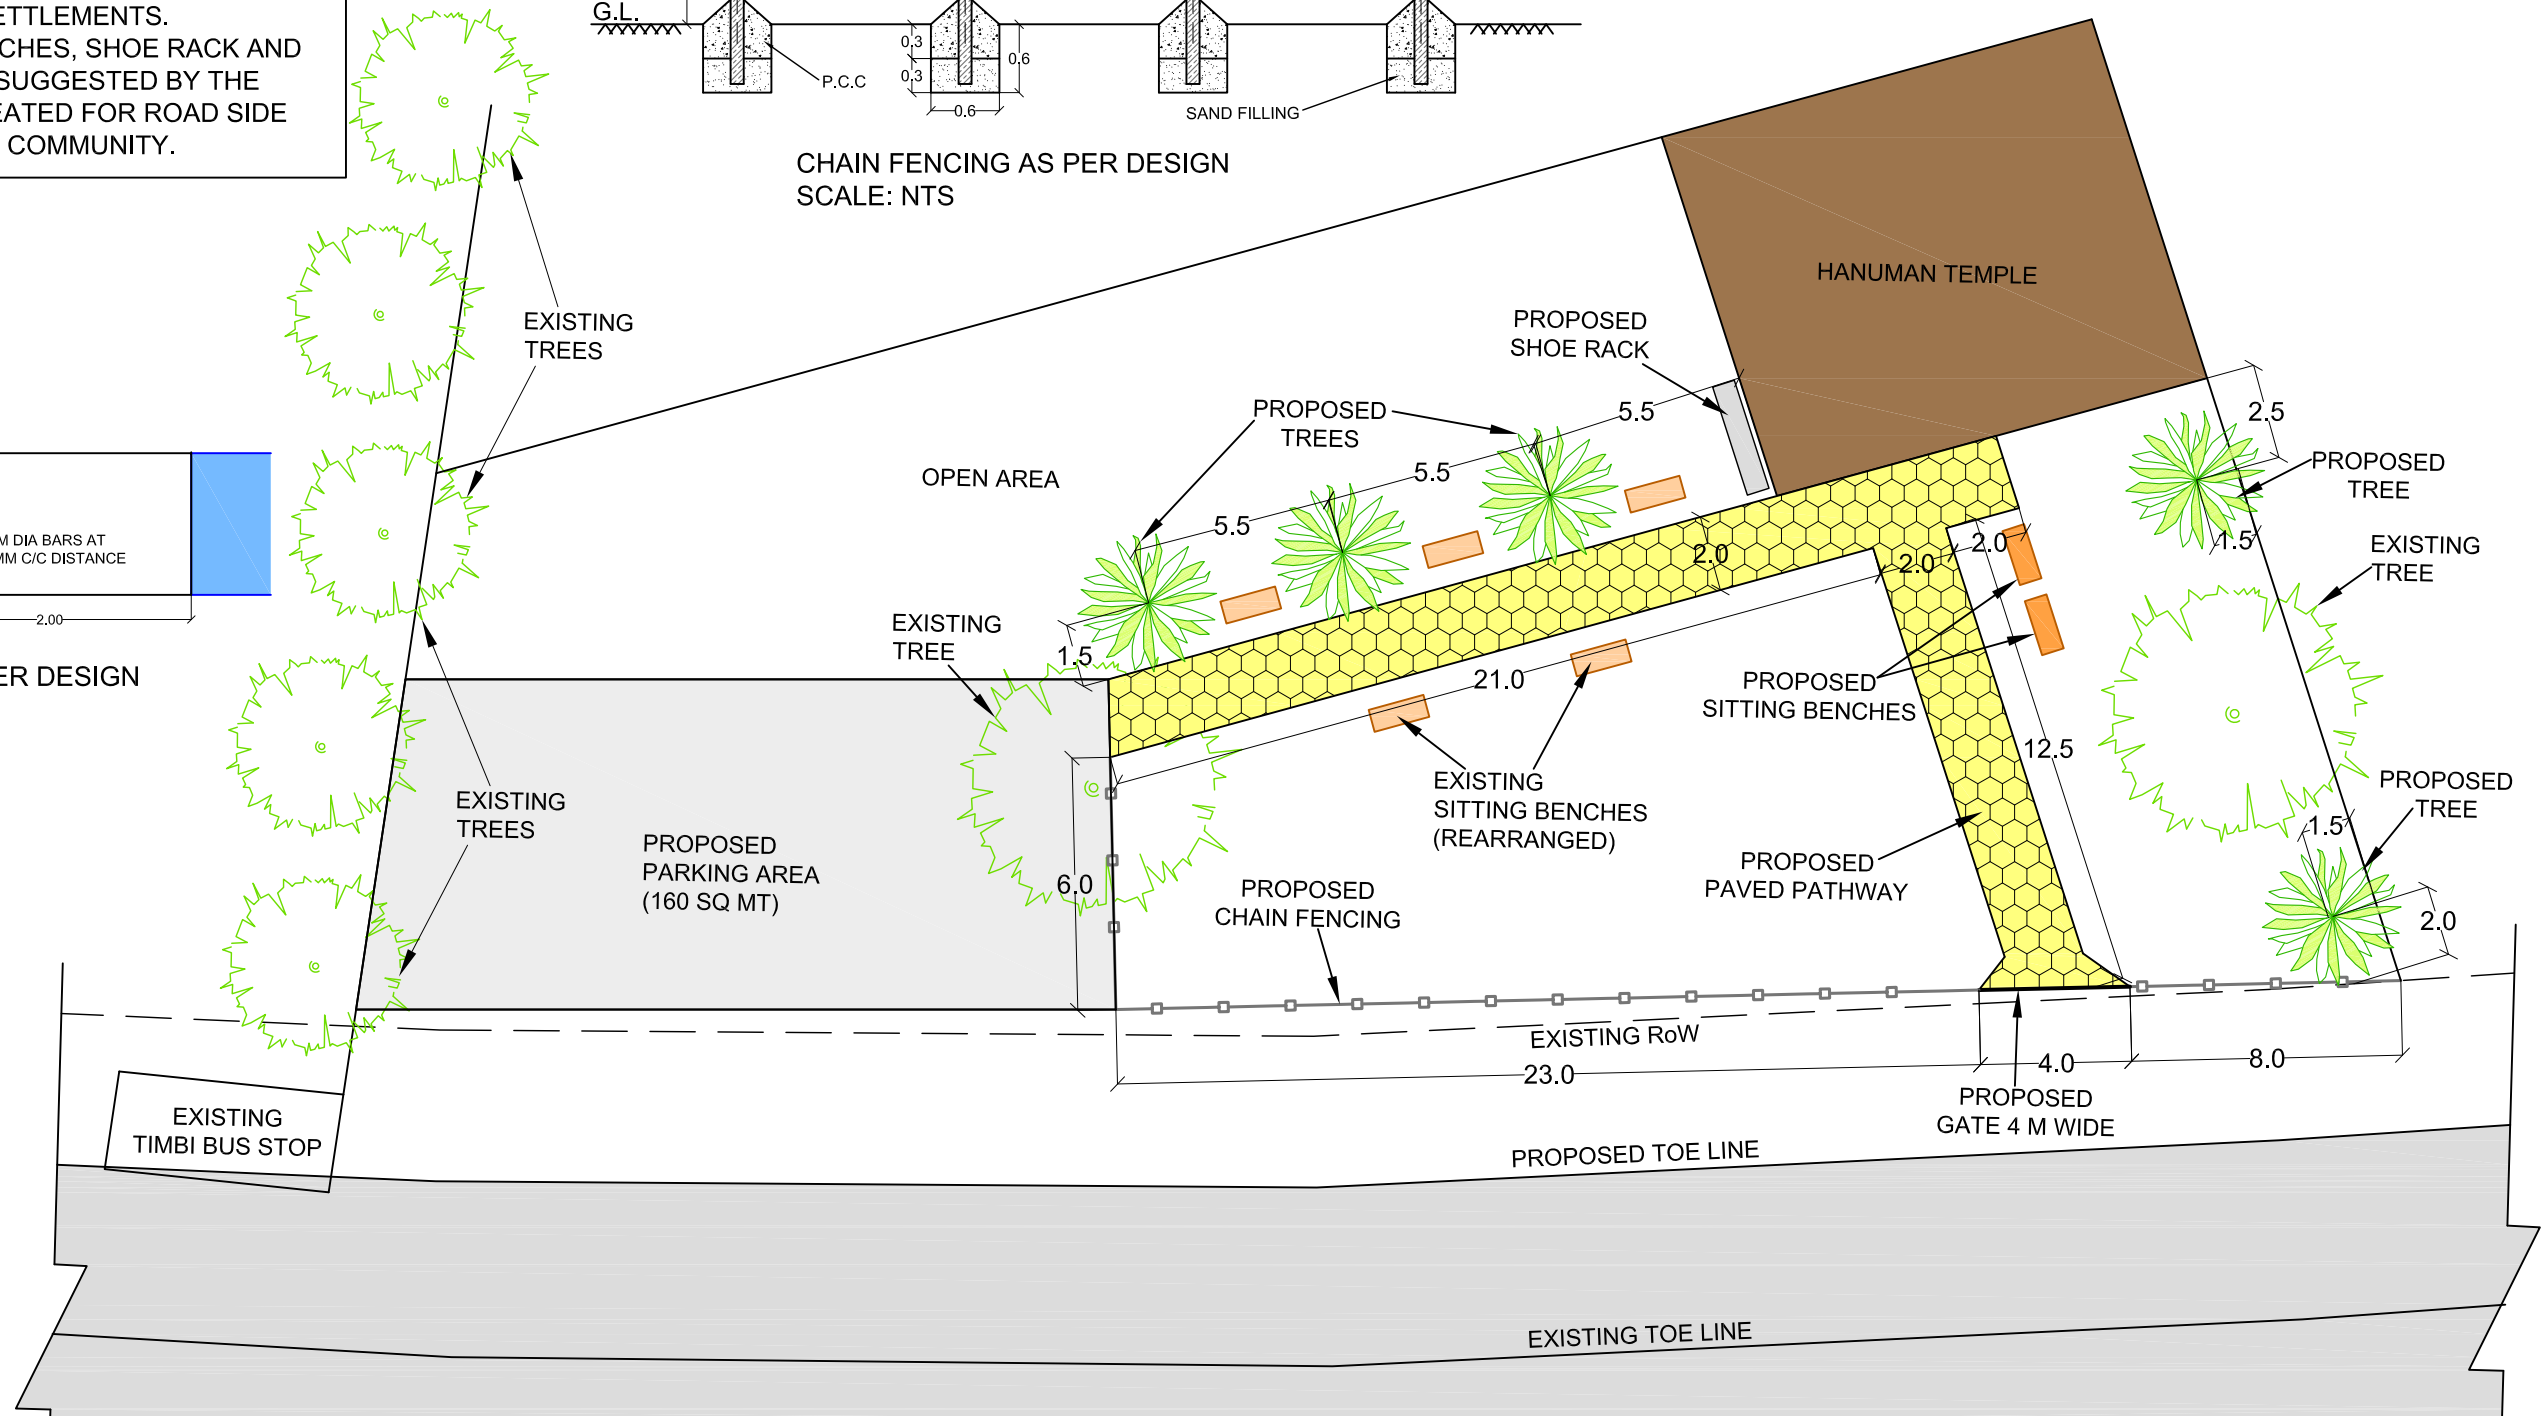 ETTLEMENTS.
CHES, SHOE RACK AND
SUGGESTED BY THE
EATED FOR ROAD SIDE
COMMUNITY.
G.L.
0.3
0.3
0.6
0.6
P.C.C
SAND FILLING
CHAIN FENCING AS PER DESIGN
SCALE: NTS
HANUMAN TEMPLE
EXISTING
TREES
PROPOSED
SHOE RACK
PROPOSED
TREES
5.5
5.5
5.5
2.5
OPEN AREA
PROPOSED
TREE
1.5
EXISTING
TREE
M DIA BARS AT
MM C/C DISTANCE
2.00
ER DESIGN
2.0
2.0
2.0
EXISTING
TREE
1.5
21.0
PROPOSED
SITTING BENCHES
12.5
EXISTING
SITTING BENCHES
(REARRANGED)
PROPOSED
TREE
1.5
EXISTING
TREES
PROPOSED
PARKING AREA
(160 SQ MT)
6.0
PROPOSED
CHAIN FENCING
PROPOSED
PAVED PATHWAY
2.0
EXISTING RoW
23.0
4.0
8.0
PROPOSED
GATE 4 M WIDE
EXISTING
TIMBI BUS STOP
PROPOSED TOE LINE
EXISTING TOE LINE